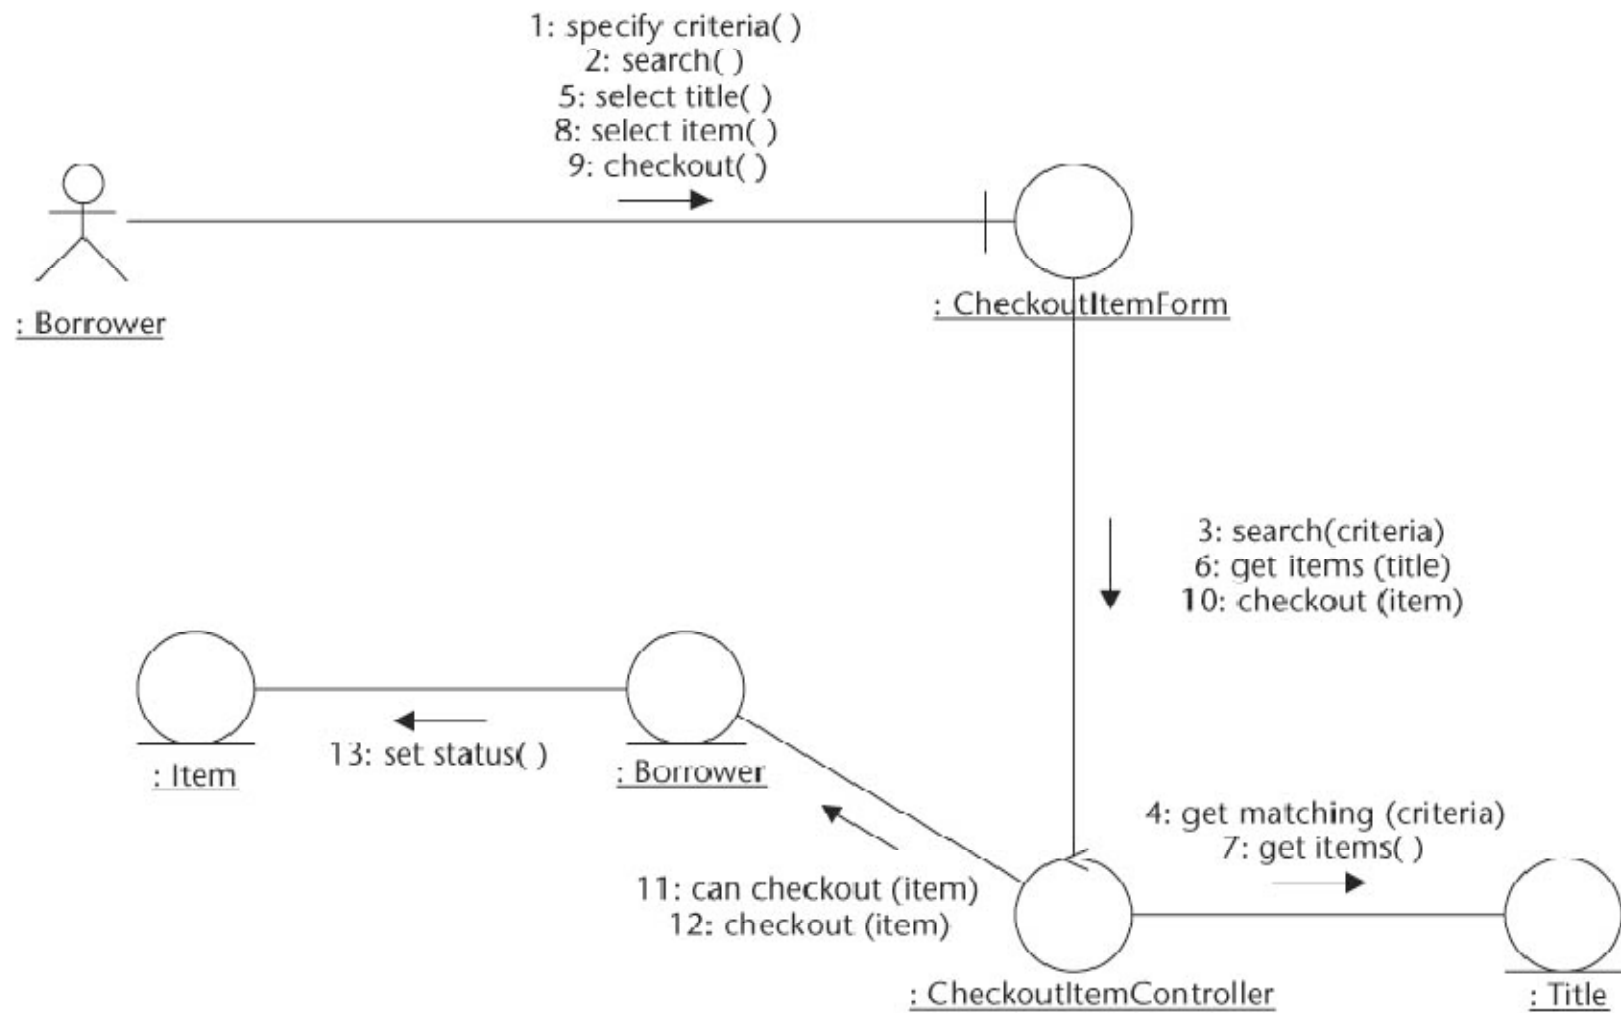 1: specify criteria( )
2: search( )
5: select title( )
8: select item( )
9: checkout( )
: Borrower
: CheckoutItemForm
3: search(criteria)
6: get items (title)
10: checkout (item)
13: set status( )
: Item
: Borrower
4: get matching (criteria)
7: get items( )
11: can checkout (item)
12: checkout (item)
: CheckoutItemController
: Title